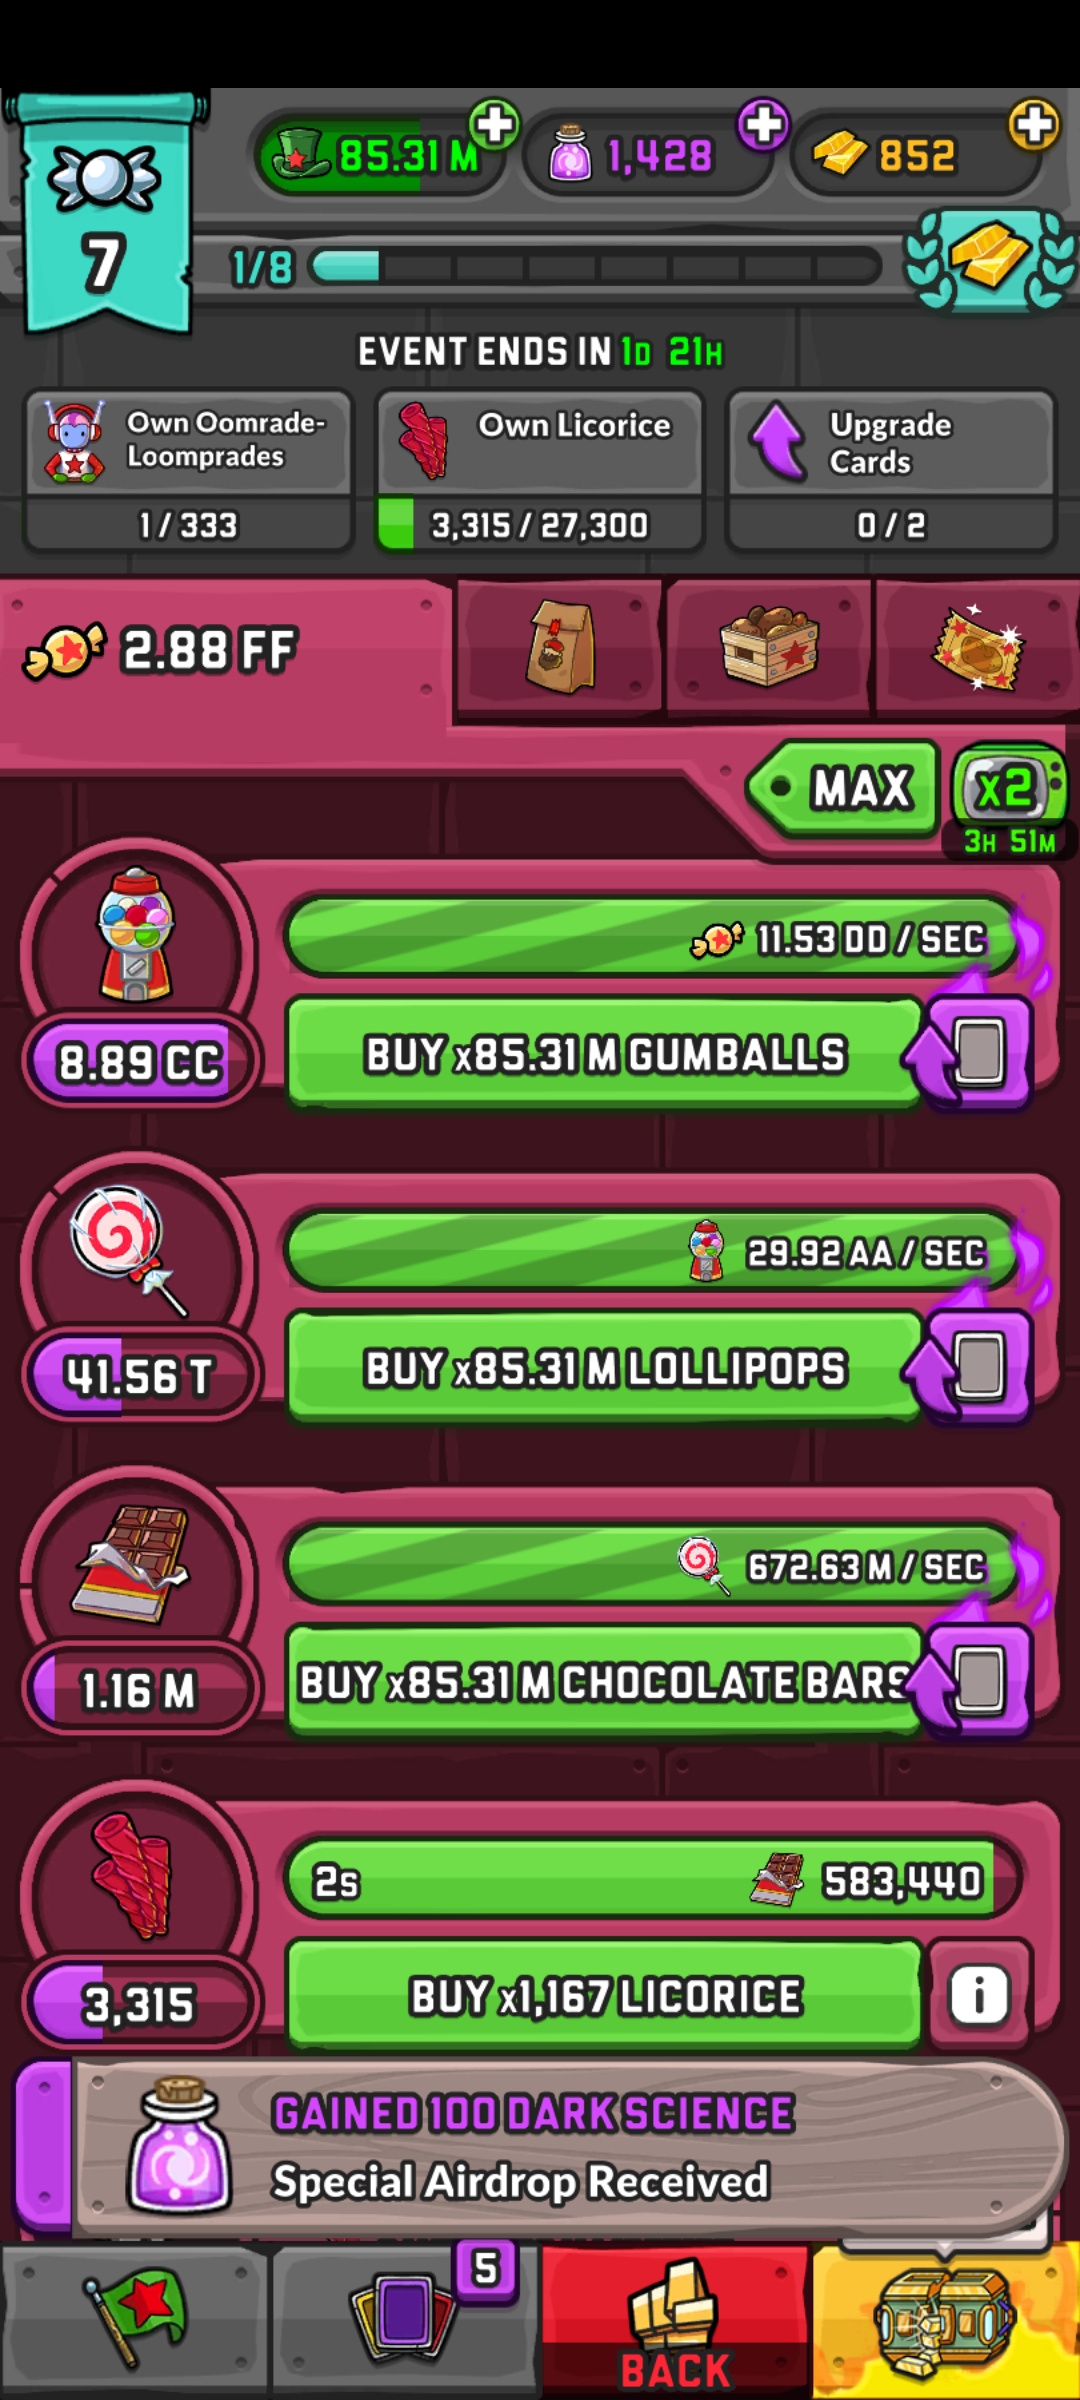 85.31 M
1,428
852
7
1/8
EVENT ENDS IN 1D 21H
Own Oomrade-
Loomprades
1 / 333
Own Licorice
3,315 / 27,300
Upgrade
Cards
0 / 2
2.88 FF
MAX
x2
3H 51M
11.53 DD / SEC
8.89 CC
BUY x85.31 M GUMBALLS
29.92 AA / SEC
41.56 T
BUY x85.31 M LOLLIPOPS
672.63 M / SEC
1.16 M
BUY x85.31 M CHOCOLATE BARS
2s
583,440
3,315
BUY x1,167 LICORICE
i
GAINED 100 DARK SCIENCE
Special Airdrop Received
5
BACK